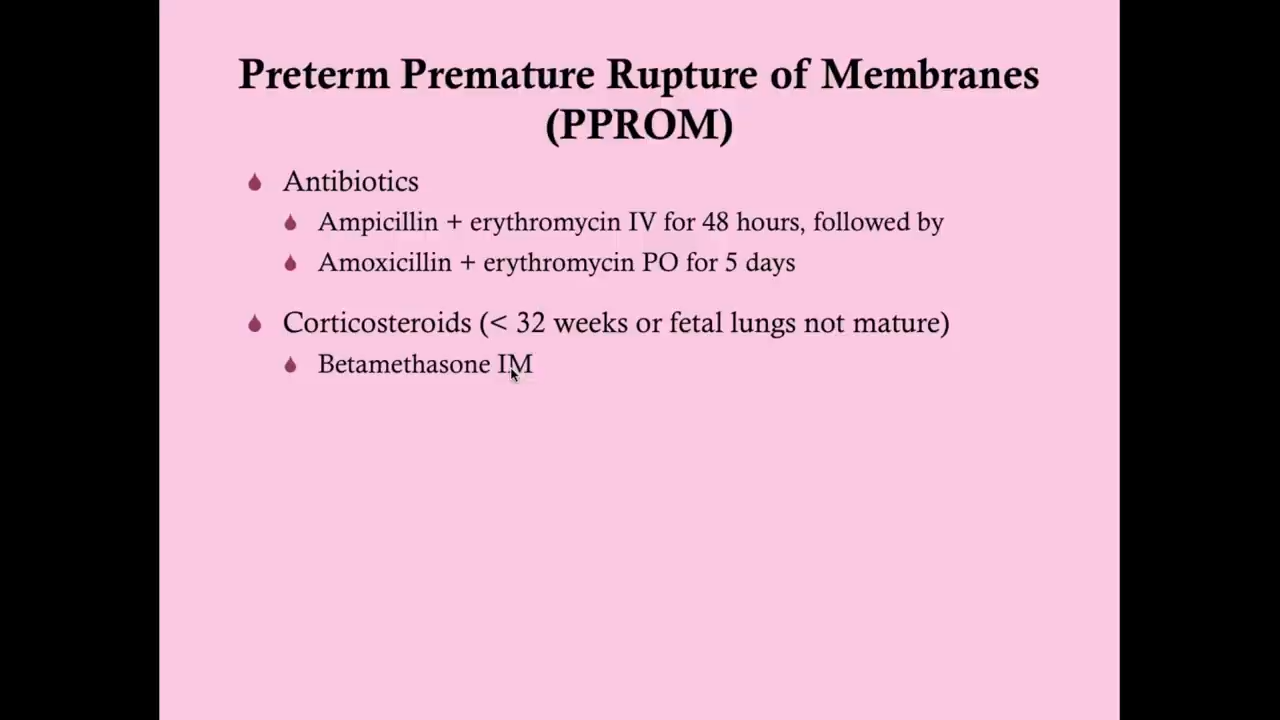 Preterm Premature Rupture of Membranes
(PPROM)
Antibiotics
Ampicillin + erythromycin IV for 48 hours, followed by
Amoxicillin + erythromycin PO for 5 days
Corticosteroids (< 32 weeks or fetal lungs not mature)
Betamethasone IM